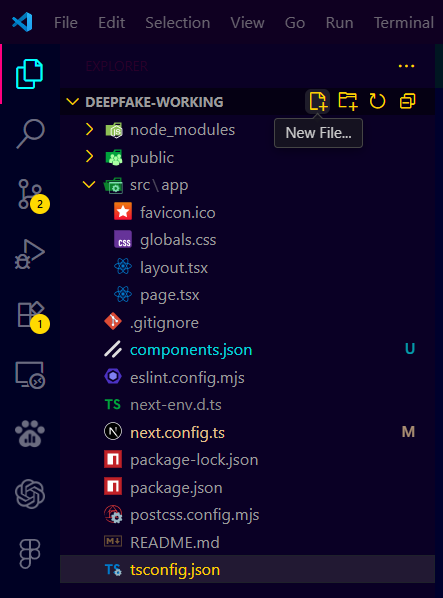 File Edit Selection View Go Run Terminal
EXPLORER
DEEPFAKE-WORKING
New File...
node_modules
public
src\app
favicon.ico
CSS globals.css
layout.tsx
page.tsx
.gitignore
components.json U
eslint.config.mjs
TS next-env.d.ts
N next.config.ts M
package-lock.json
package.json
postcss.config.mjs
README.md
TS tsconfig.json
2
1